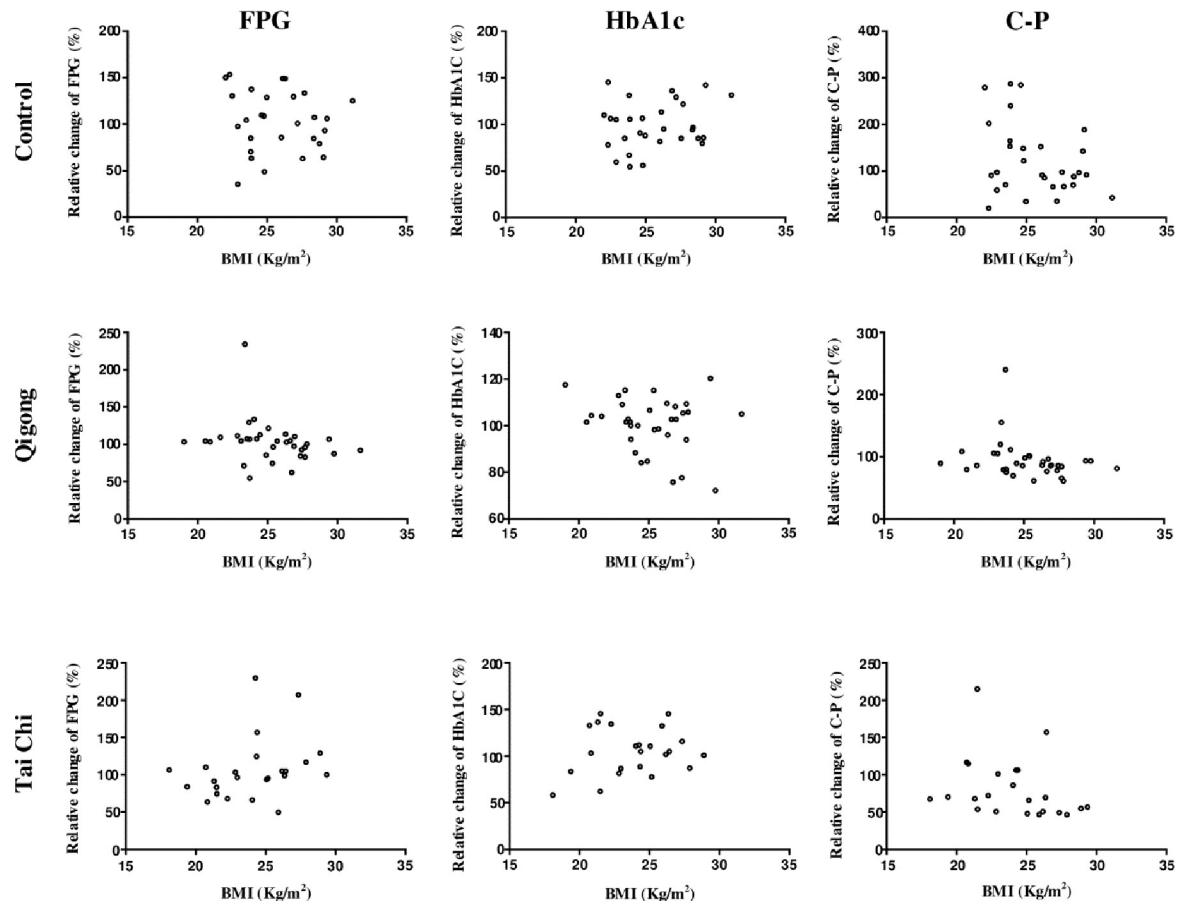 FPG
HbA1c
C-P
Control
Relative change of FPG (%)
200
150
100
50
0
15 20 25 30 35
BMI (Kg/m²)
Relative change of HbA1C (%)
200
150
100
50
0
15 20 25 30 35
BMI (Kg/m²)
Relative change of C-P (%)
400
300
200
100
0
15 20 25 30 35
BMI (Kg/m²)
Qigong
Relative change of FPG (%)
250
200
150
100
50
0
15 20 25 30 35
BMI (Kg/m²)
Relative change of HbA1C (%)
140
120
100
80
60
15 20 25 30 35
BMI (Kg/m²)
Relative change of C-P (%)
300
200
100
0
15 20 25 30 35
BMI (Kg/m²)
Tai Chi
Relative change of FPG (%)
250
200
150
100
50
0
15 20 25 30 35
BMI (Kg/m²)
Relative change of HbA1C (%)
200
150
100
50
0
15 20 25 30 35
BMI (Kg/m²)
Relative change of C-P (%)
250
200
150
100
50
0
15 20 25 30 35
BMI (Kg/m²)